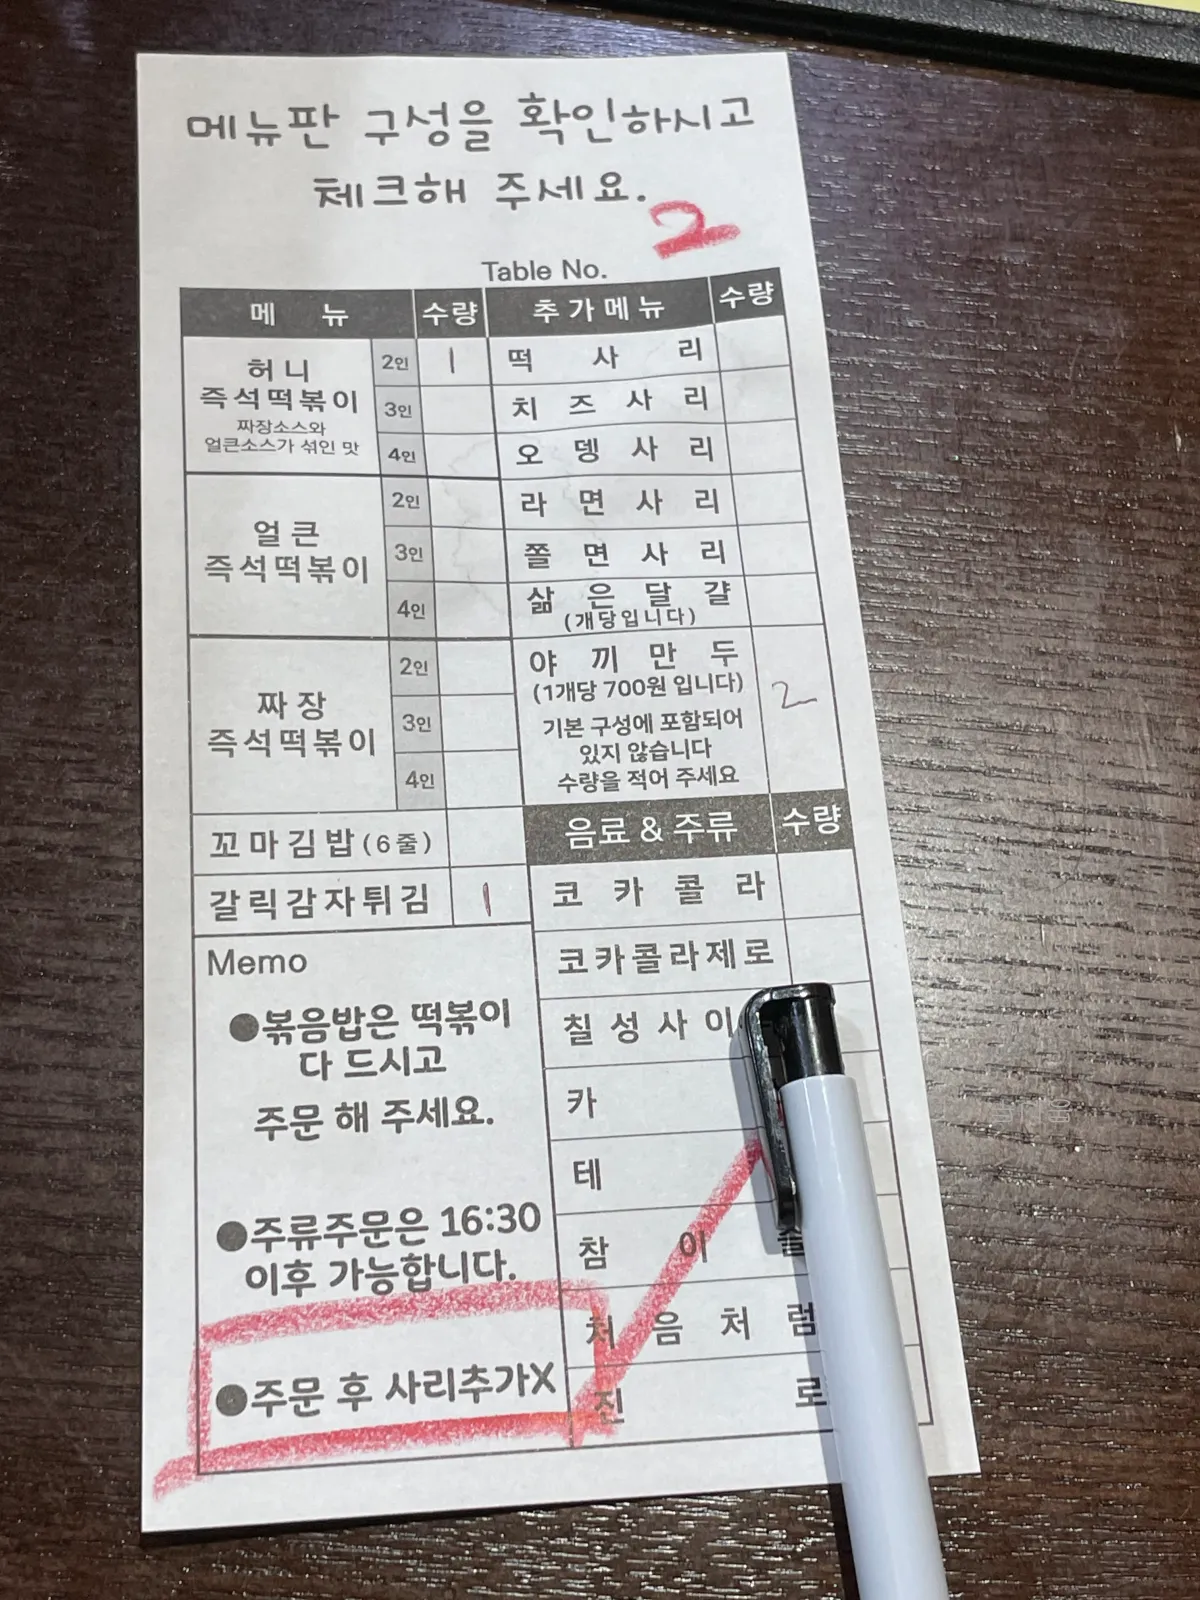 메뉴판 구성을 확인하시고
체크해 주세요.
Table No. 2
메 뉴 수량 추가메뉴 수량
허니
즉석떡볶이
짜장소스와
얼큰소스가 섞인 맛
2인 1
3인
4인
얼큰
즉석떡볶이
2인
3인
4인
짜장
즉석떡볶이
2인
3인
4인
꼬마김밥(6줄)
갈릭감자튀김 1
떡사리
치즈사리
오뎅사리
라면사리
쫄면사리
삶은달걀
(개당입니다)
야끼만두
(1개당 700원 입니다)
기본 구성에 포함되어
있지 않습니다
수량을 적어 주세요
2
음료 & 주류 수량
코카콜라
코카콜라제로
칠성사이
카
테
참이슬
처음처럼
진로
Memo
●볶음밥은 떡볶이
다 드시고
주문 해 주세요.
●주류주문은 16:30
이후 가능합니다.
●주문 후 사리추가X